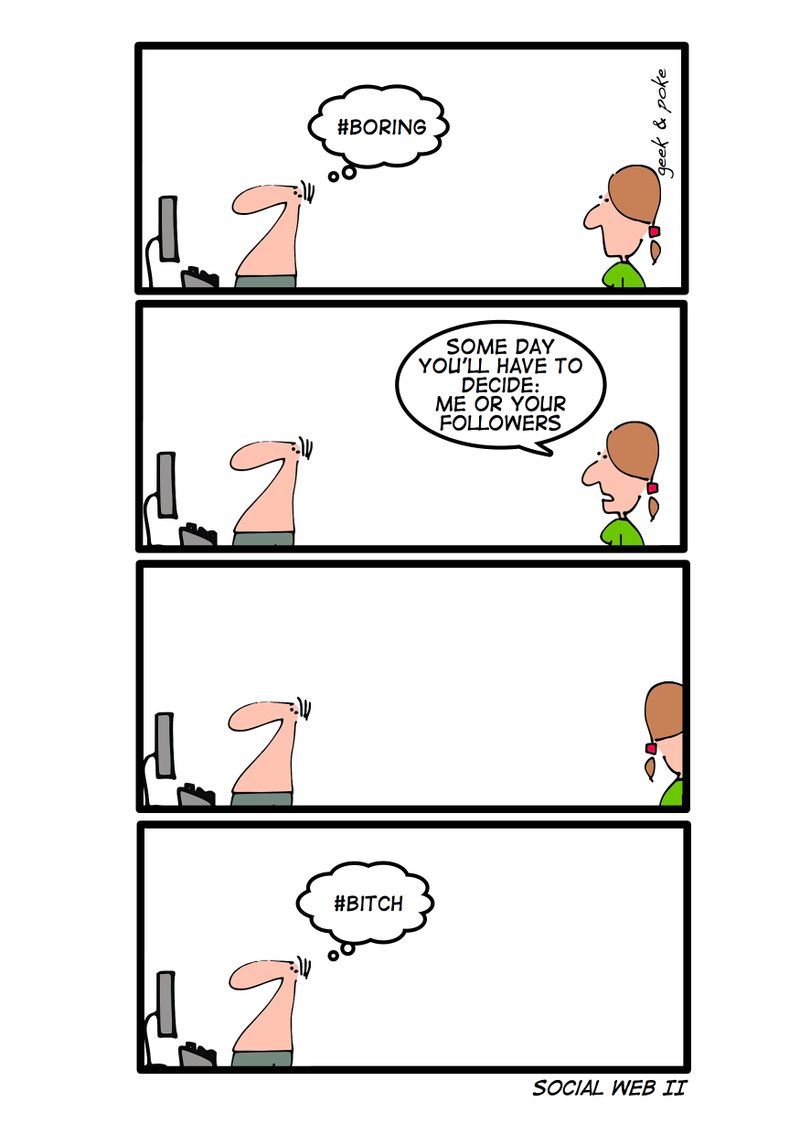 geek & poke
#BORING
SOME DAY
YOU'LL HAVE TO
DECIDE:
ME OR YOUR
FOLLOWERS
#BITCH
SOCIAL WEB II